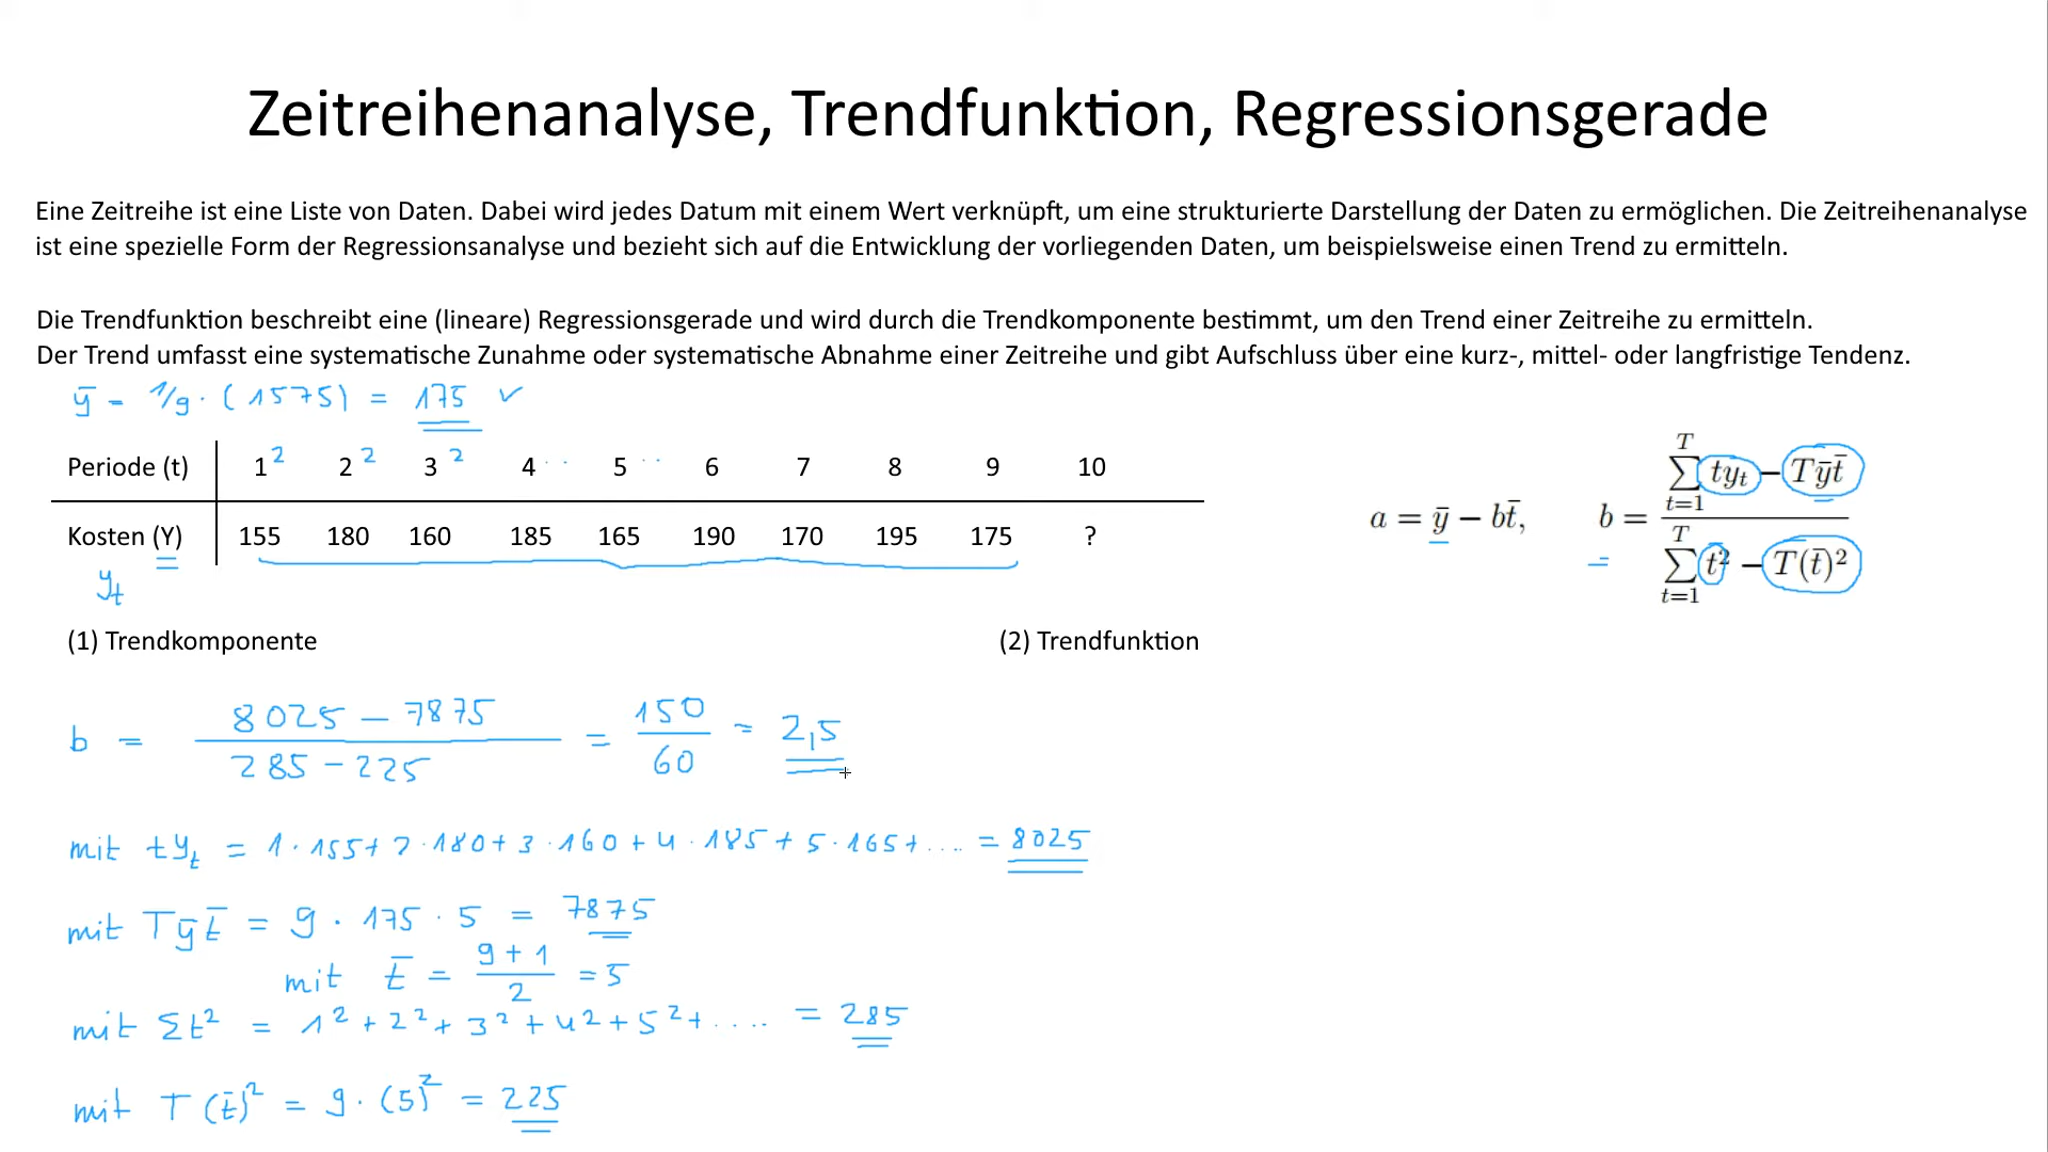 Zeitreihenanalyse, Trendfunktion, Regressionsgerade
Eine Zeitreihe ist eine Liste von Daten. Dabei wird jedes Datum mit einem Wert verknüpft, um eine strukturierte Darstellung der Daten zu ermöglichen. Die Zeitreihenanalyse
ist eine spezielle Form der Regressionsanalyse und bezieht sich auf die Entwicklung der vorliegenden Daten, um beispielsweise einen Trend zu ermitteln.
Die Trendfunktion beschreibt eine (lineare) Regressionsgerade und wird durch die Trendkomponente bestimmt, um den Trend einer Zeitreihe zu ermitteln.
Der Trend umfasst eine systematische Zunahme oder systematische Abnahme einer Zeitreihe und gibt Aufschluss über eine kurz-, mittel- oder langfristige Tendenz.
ȳ = 1/9 · (1575) = 175 ✓
Periode (t) 1² 2² 3² 4 ·· 5 ·· 6 7 8 9 10
Kosten (Y) 155 180 160 185 165 190 170 195 175 ?
y_t
a = ȳ − bt̄, b = (∑_{t=1}^{T} ty_t − Tȳt̄) / (∑_{t=1}^{T} t² − T(t̄)²)
(1) Trendkomponente (2) Trendfunktion
b = (8025 − 7875) / (285 − 225) = 150/60 = 2,5
mit ty_t = 1·155 + 2·180 + 3·160 + 4·185 + 5·165 + .... = 8025
mit Tȳt̄ = 9 · 175 · 5 = 7875
mit t̄ = (9+1)/2 = 5
mit Σt² = 1² + 2² + 3² + 4² + 5² + .... = 285
mit T(t̄)² = 9 · (5)² = 225